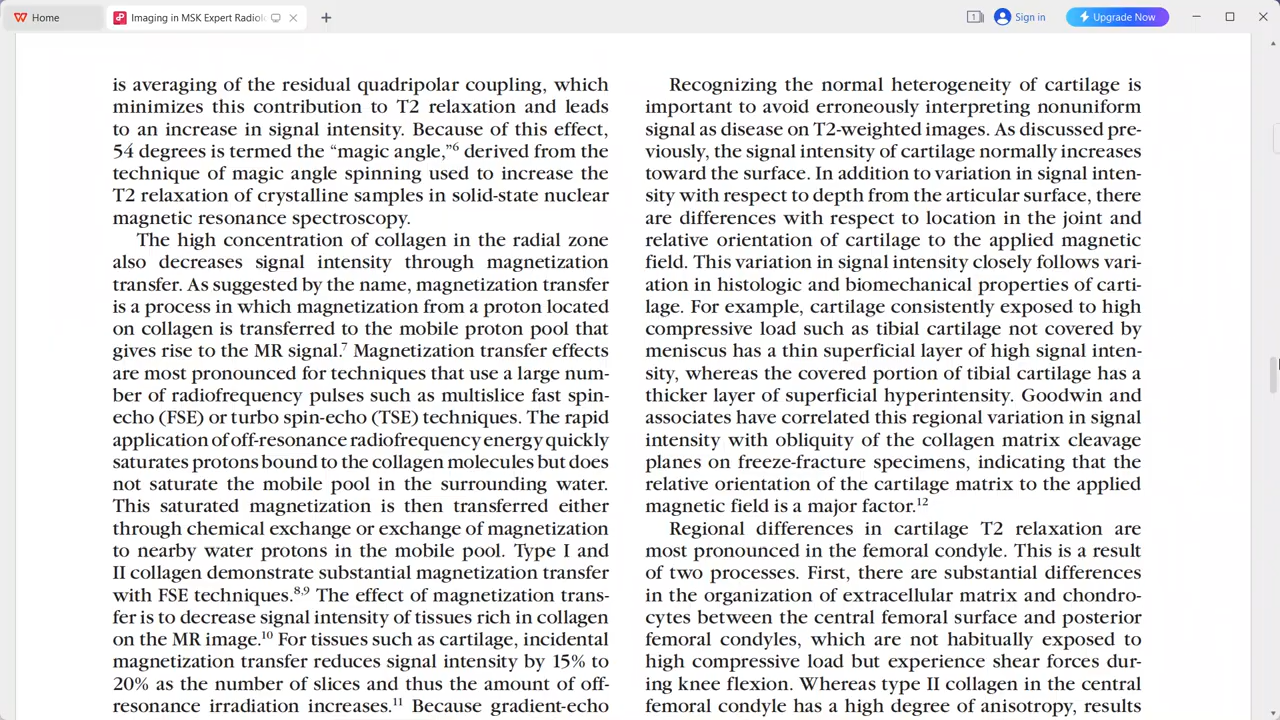 Home
Imaging in MSK Expert Radiol
Sign in
Upgrade Now
is averaging of the residual quadripolar coupling, which
minimizes this contribution to T2 relaxation and leads
to an increase in signal intensity. Because of this effect,
54 degrees is termed the “magic angle,”6 derived from the
technique of magic angle spinning used to increase the
T2 relaxation of crystalline samples in solid-state nuclear
magnetic resonance spectroscopy.
The high concentration of collagen in the radial zone
also decreases signal intensity through magnetization
transfer. As suggested by the name, magnetization transfer
is a process in which magnetization from a proton located
on collagen is transferred to the mobile proton pool that
gives rise to the MR signal.7 Magnetization transfer effects
are most pronounced for techniques that use a large num-
ber of radiofrequency pulses such as multislice fast spin-
echo (FSE) or turbo spin-echo (TSE) techniques. The rapid
application of off-resonance radiofrequency energy quickly
saturates protons bound to the collagen molecules but does
not saturate the mobile pool in the surrounding water.
This saturated magnetization is then transferred either
through chemical exchange or exchange of magnetization
to nearby water protons in the mobile pool. Type I and
II collagen demonstrate substantial magnetization transfer
with FSE techniques.8,9 The effect of magnetization trans-
fer is to decrease signal intensity of tissues rich in collagen
on the MR image.10 For tissues such as cartilage, incidental
magnetization transfer reduces signal intensity by 15% to
20% as the number of slices and thus the amount of off-
resonance irradiation increases.11 Because gradient-echo
Recognizing the normal heterogeneity of cartilage is
important to avoid erroneously interpreting nonuniform
signal as disease on T2-weighted images. As discussed pre-
viously, the signal intensity of cartilage normally increases
toward the surface. In addition to variation in signal inten-
sity with respect to depth from the articular surface, there
are differences with respect to location in the joint and
relative orientation of cartilage to the applied magnetic
field. This variation in signal intensity closely follows vari-
ation in histologic and biomechanical properties of carti-
lage. For example, cartilage consistently exposed to high
compressive load such as tibial cartilage not covered by
meniscus has a thin superficial layer of high signal inten-
sity, whereas the covered portion of tibial cartilage has a
thicker layer of superficial hyperintensity. Goodwin and
associates have correlated this regional variation in signal
intensity with obliquity of the collagen matrix cleavage
planes on freeze-fracture specimens, indicating that the
relative orientation of the cartilage matrix to the applied
magnetic field is a major factor.12
Regional differences in cartilage T2 relaxation are
most pronounced in the femoral condyle. This is a result
of two processes. First, there are substantial differences
in the organization of extracellular matrix and chondro-
cytes between the central femoral surface and posterior
femoral condyles, which are not habitually exposed to
high compressive load but experience shear forces dur-
ing knee flexion. Whereas type II collagen in the central
femoral condyle has a high degree of anisotropy, results